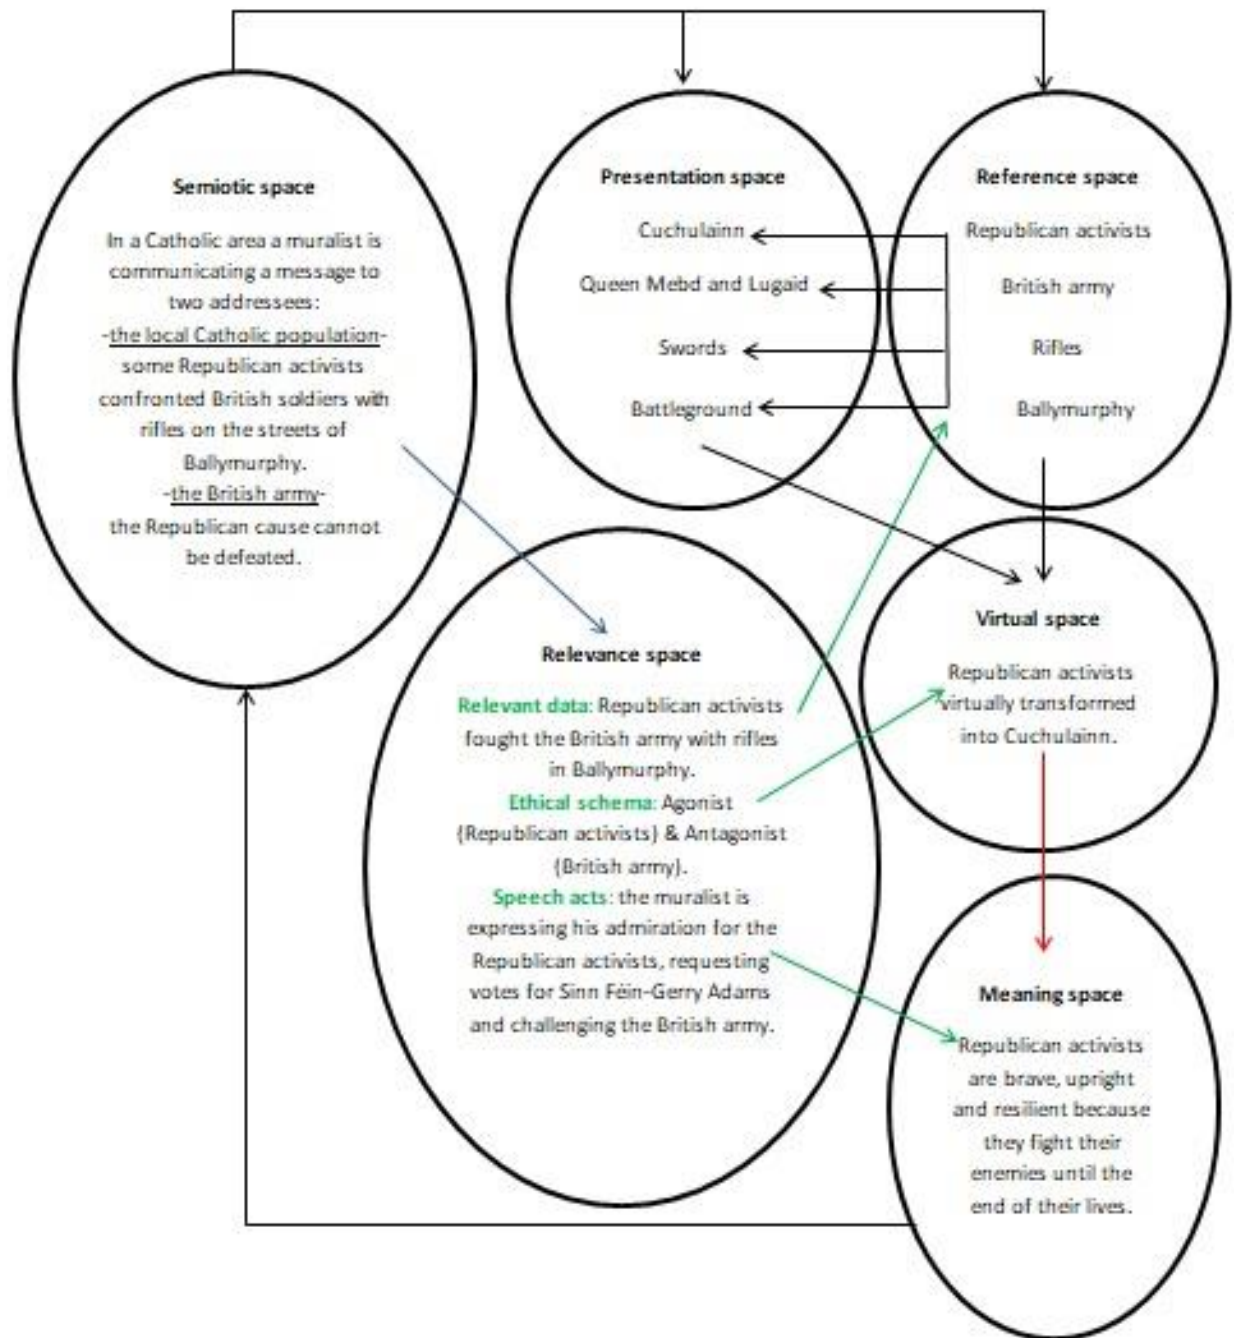 Semiotic space
In a Catholic area a muralist is
communicating a message to
two addressees:
-the local Catholic population-
some Republican activists
confronted British soldiers with
rifles on the streets of
Ballymurphy.
-the British army-
the Republican cause cannot
be defeated.
Presentation space
Cuchulainn
Queen Mebd and Lugaid
Swords
Battleground
Reference space
Republican activists
British army
Rifles
Ballymurphy
Relevance space
Relevant data: Republican activists
fought the British army with rifles
in Ballymurphy.
Ethical schema: Agonist
(Republican activists) & Antagonist
(British army).
Speech acts: the muralist is
expressing his admiration for the
Republican activists, requesting
votes for Sinn Féin-Gerry Adams
and challenging the British army.
Virtual space
Republican activists
virtually transformed
into Cuchulainn.
Meaning space
Republican activists
are brave, upright
and resilient because
they fight their
enemies until the
end of their lives.